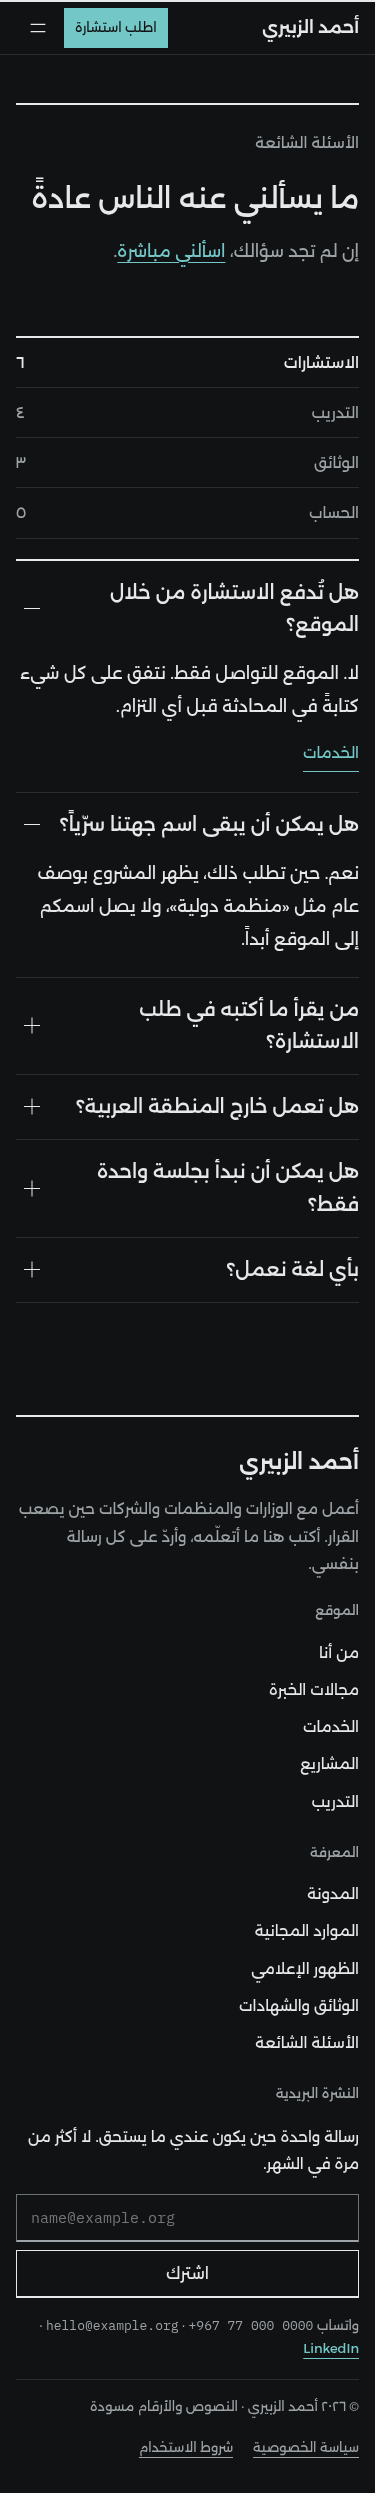 أحمد الزبيري
اطلب استشارة
الأسئلة الشائعة
ما يسألني عنه الناس عادةً
إن لم تجد سؤالك، اسألني مباشرة.
الاستشارات ٦
التدريب ٤
الوثائق ٣
الحساب ٥
هل تُدفع الاستشارة من خلال
الموقع؟
لا. الموقع للتواصل فقط. نتفق على كل شيء
كتابةً في المحادثة قبل أي التزام.
الخدمات
هل يمكن أن يبقى اسم جهتنا سرّياً؟
نعم. حين تطلب ذلك، يظهر المشروع بوصف
عام مثل «منظمة دولية»، ولا يصل اسمكم
إلى الموقع أبداً.
من يقرأ ما أكتبه في طلب
الاستشارة؟
هل تعمل خارج المنطقة العربية؟
هل يمكن أن نبدأ بجلسة واحدة
فقط؟
بأي لغة نعمل؟
أحمد الزبيري
أعمل مع الوزارات والمنظمات والشركات حين يصعب
القرار. أكتب هنا ما أتعلّمه، وأردّ على كل رسالة
بنفسي.
الموقع
من أنا
مجالات الخبرة
الخدمات
المشاريع
التدريب
المعرفة
المدونة
الموارد المجانية
الظهور الإعلامي
الوثائق والشهادات
الأسئلة الشائعة
النشرة البريدية
رسالة واحدة حين يكون عندي ما يستحق. لا أكثر من
مرة في الشهر.
name@example.org
اشترك
واتساب +967 77 000 0000 · hello@example.org ·
LinkedIn
© ٢٠٢٦ أحمد الزبيري · النصوص والأرقام مسودة
سياسة الخصوصية شروط الاستخدام